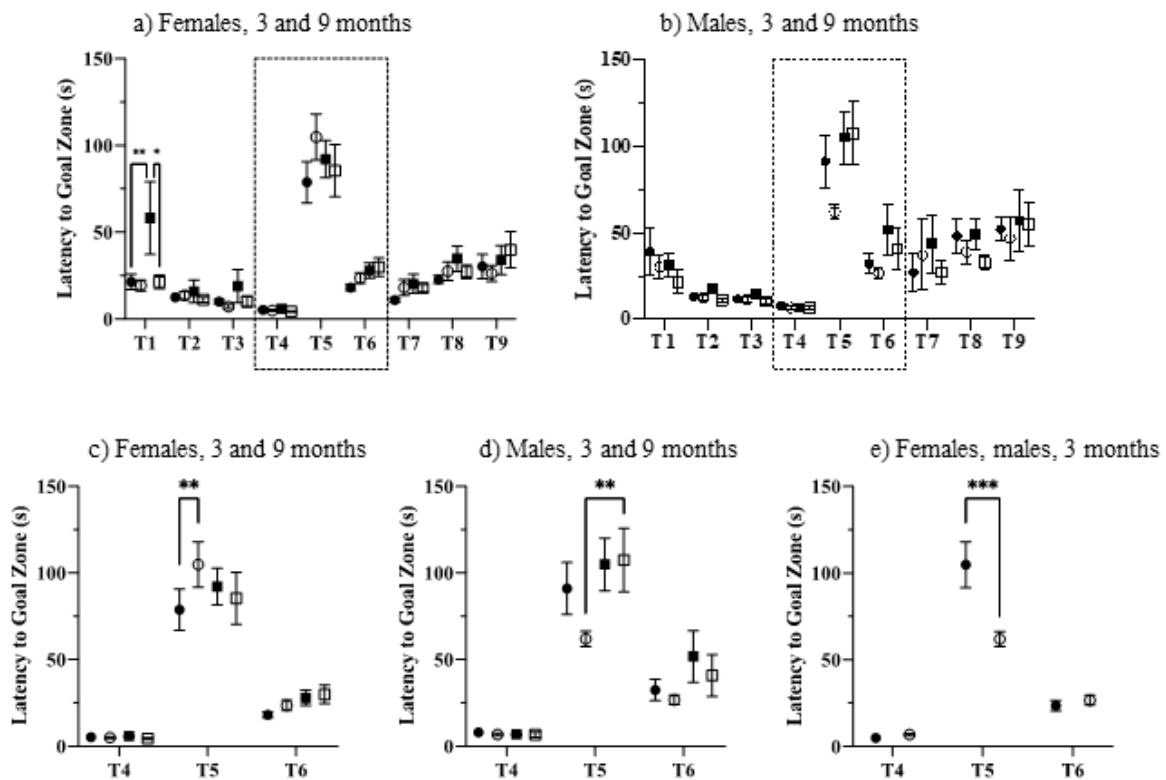 a) Females, 3 and 9 months
b) Males, 3 and 9 months
Latency to Goal Zone (s)
150
100
50
0
** *
T1 T2 T3 T4 T5 T6 T7 T8 T9
Latency to Goal Zone (s)
150
100
50
0
T1 T2 T3 T4 T5 T6 T7 T8 T9
c) Females, 3 and 9 months
d) Males, 3 and 9 months
e) Females, males, 3 months
Latency to Goal Zone (s)
150
100
50
0
**
T4 T5 T6
Latency to Goal Zone (s)
150
100
50
0
**
T4 T5 T6
Latency to Goal Zone (s)
150
100
50
0
***
T4 T5 T6